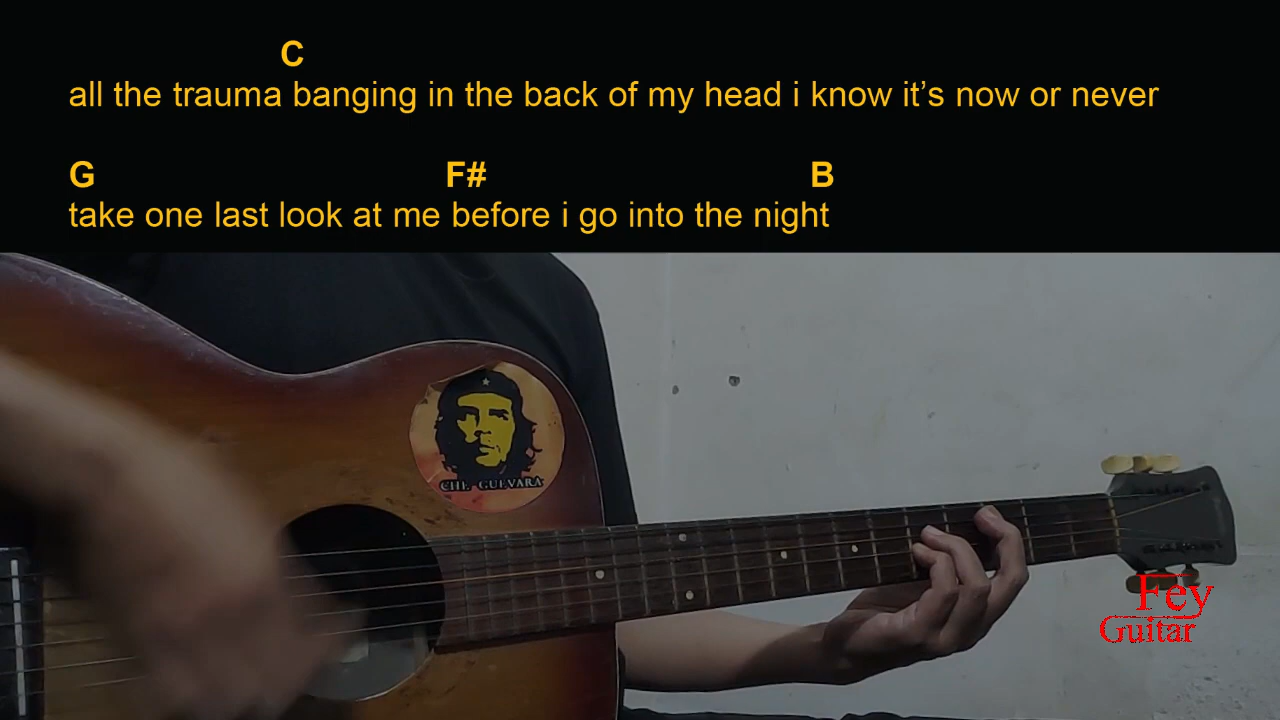 C
all the trauma banging in the back of my head i know it’s now or never
G F# B
take one last look at me before i go into the night
CHE GUEVARA
Fey
Guitar